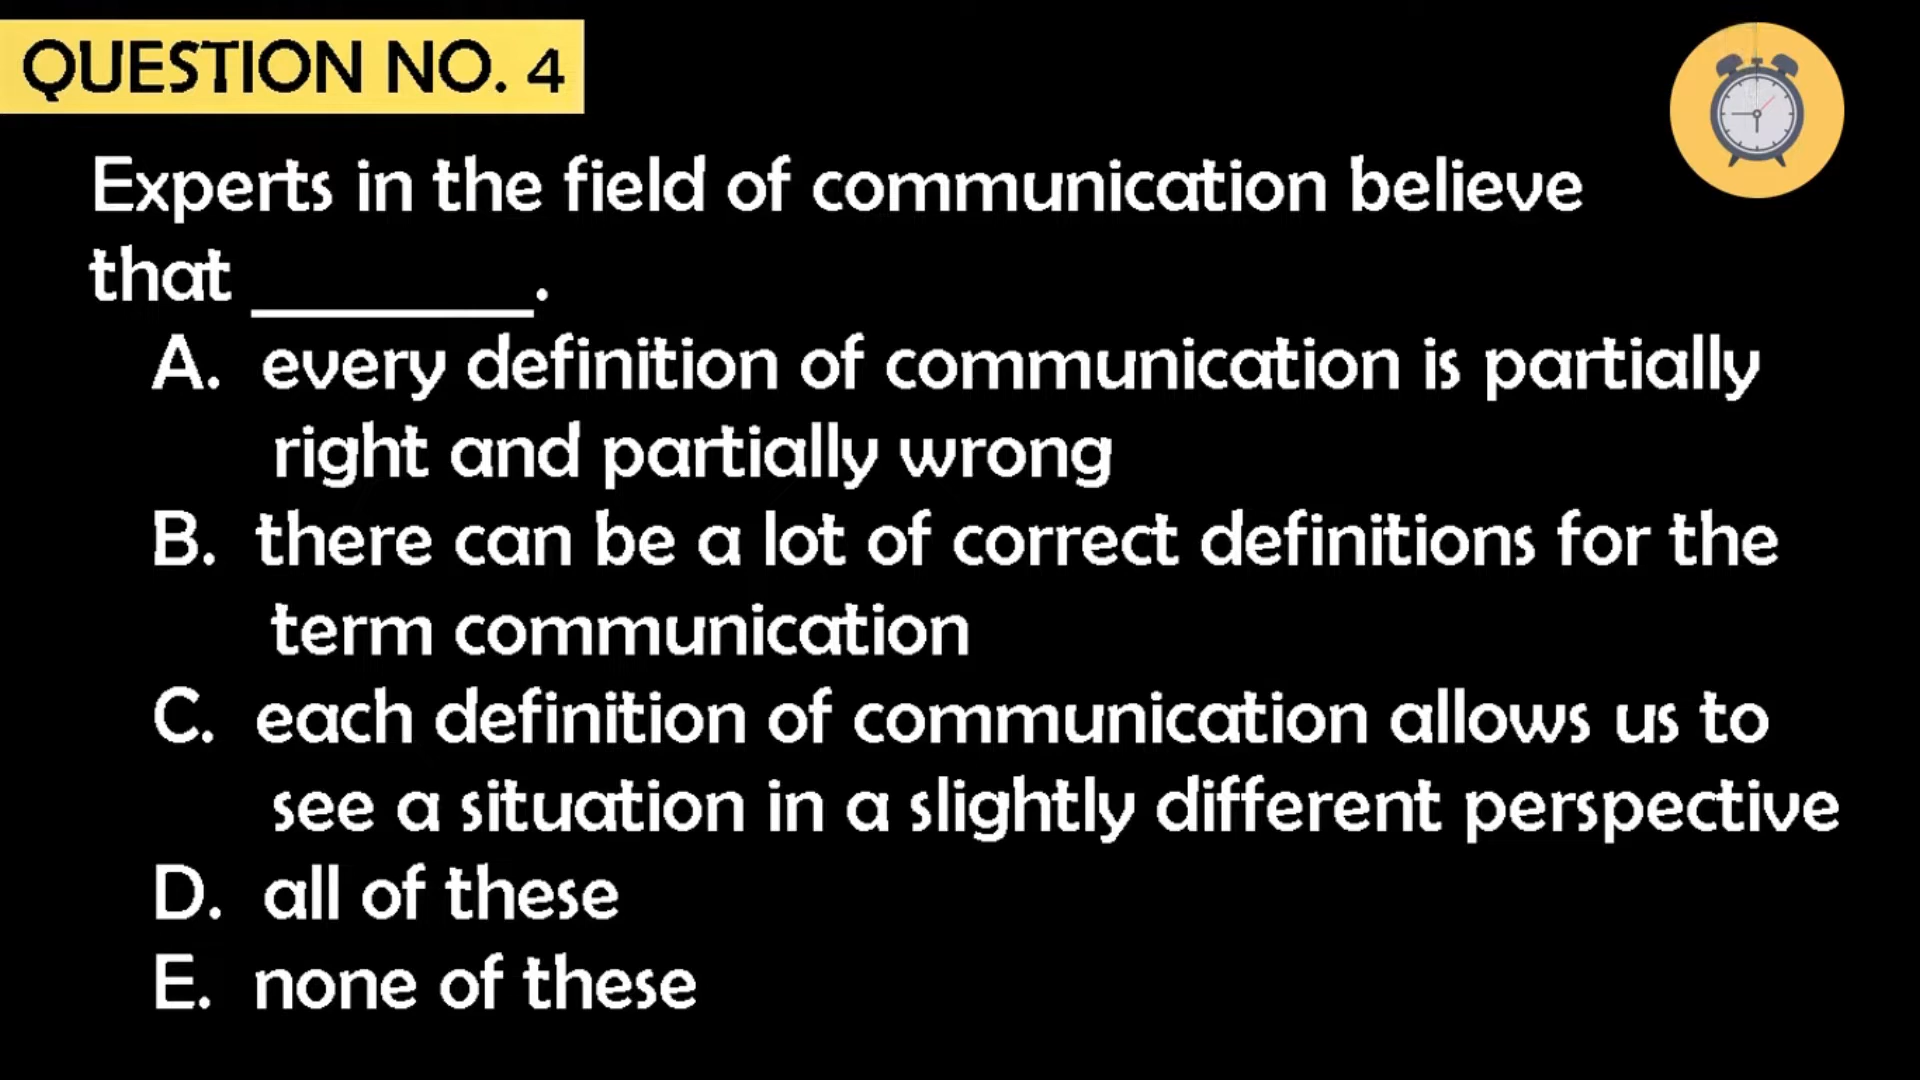 QUESTION NO. 4
Experts in the field of communication believe
that ________.
A. every definition of communication is partially
right and partially wrong
B. there can be a lot of correct definitions for the
term communication
C. each definition of communication allows us to
see a situation in a slightly different perspective
D. all of these
E. none of these